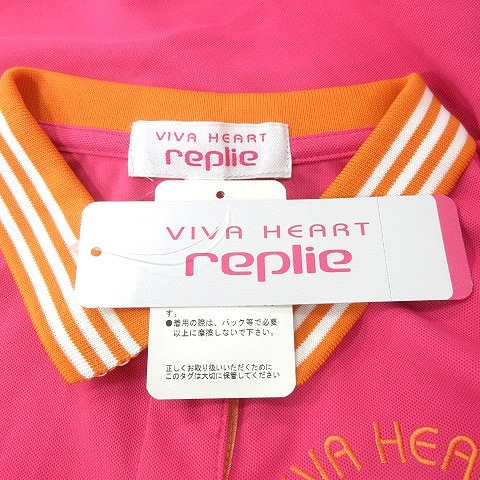 VIVA HEART
replie
VIVA HEART
replie
す。
●着用の際は、バック等で必要
以上に摩擦しないで下さい。
正しくお取り扱いいただくために
このタグは大切に保管してください
VIVA HEA